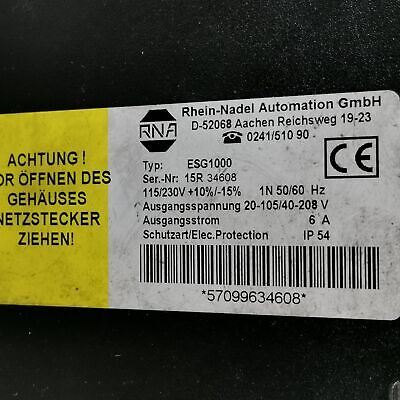 Rhein-Nadel Automation GmbH
D-52068 Aachen Reichsweg 19-23
☎ 0241/510 90
RNA
ACHTUNG !
OR ÖFFNEN DES
GEHÄUSES
NETZSTECKER
ZIEHEN!
Typ: ESG1000
Ser.-Nr: 15R 34608
115/230V +10%/-15% 1N 50/60 Hz
Ausgangsspannung 20-105/40-208 V
Ausgangsstrom 6 A
Schutzart/Elec.Protection IP 54
CE
*57099634608*